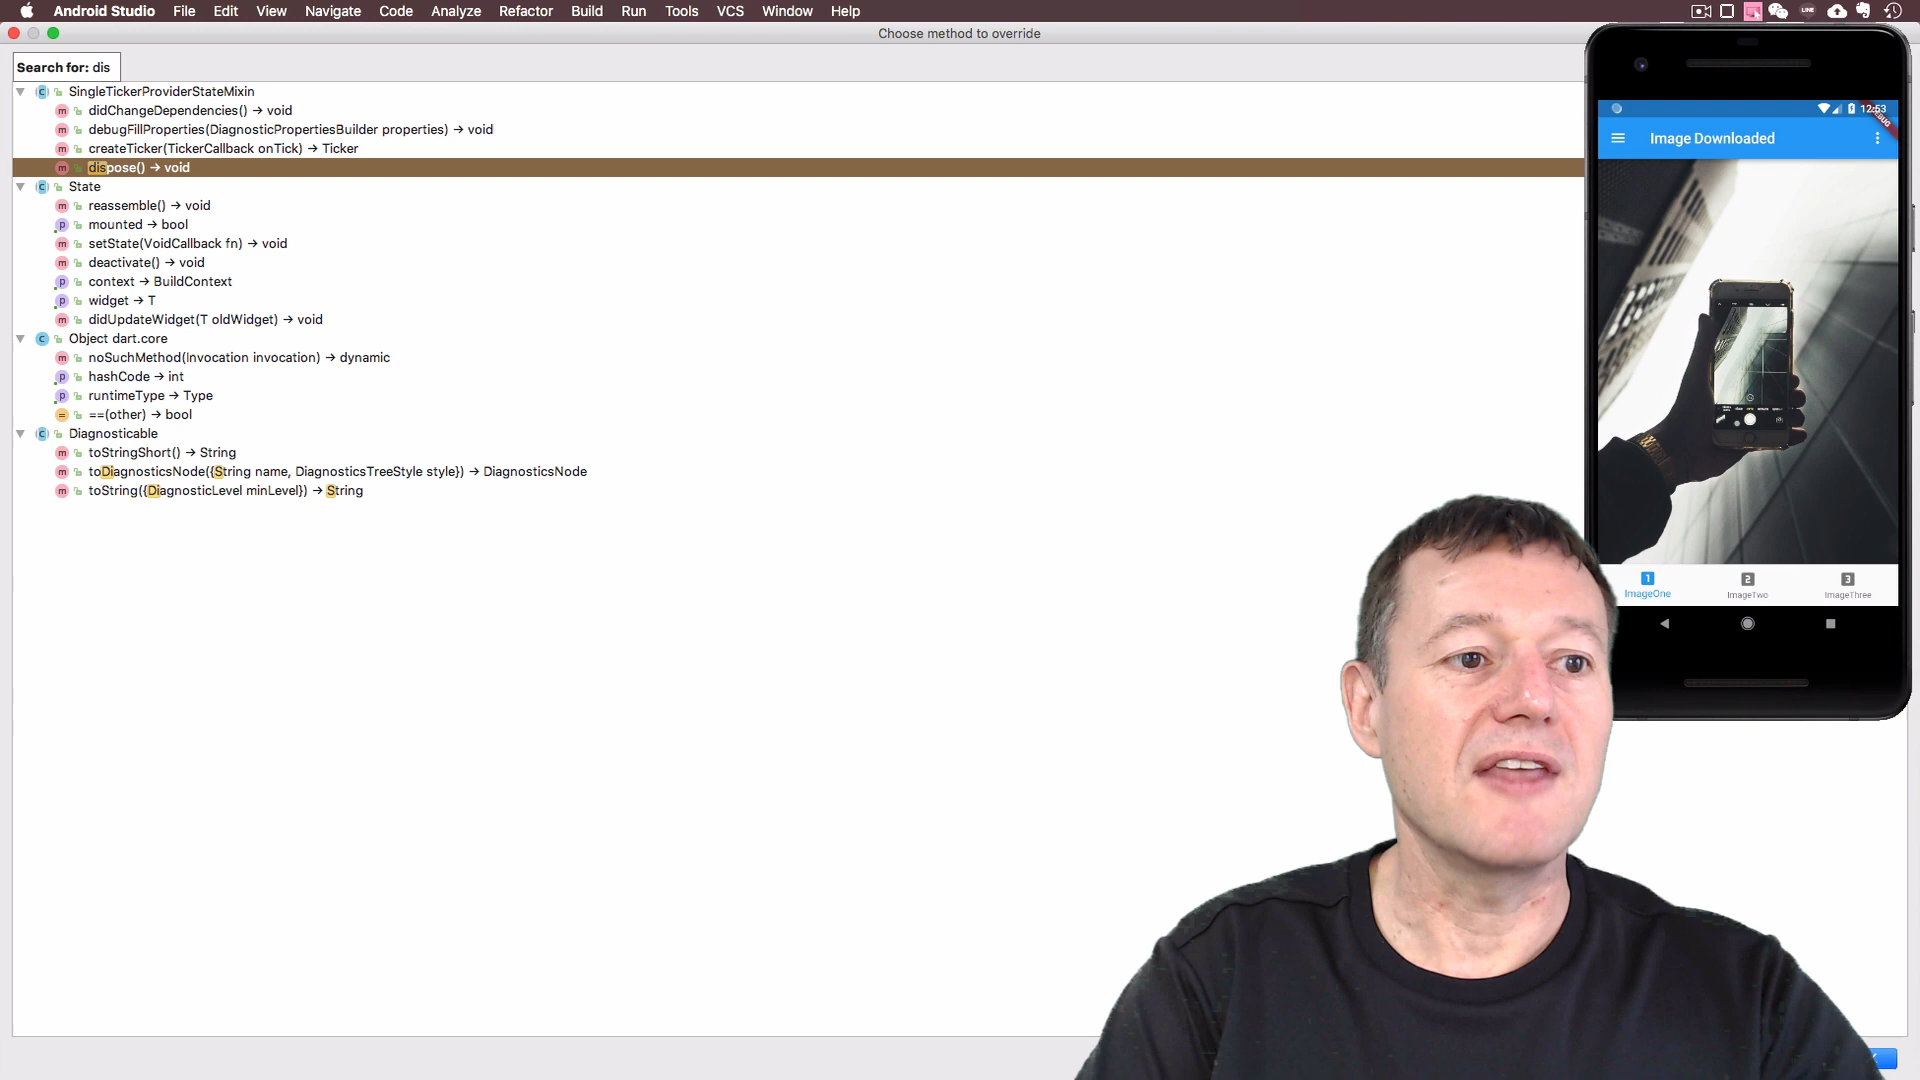 Android Studio File Edit View Navigate Code Analyze Refactor Build Run Tools VCS Window Help
LINE
Choose method to override
Search for: dis
SingleTickerProviderStateMixin
didChangeDependencies() → void
debugFillProperties(DiagnosticPropertiesBuilder properties) → void
createTicker(TickerCallback onTick) → Ticker
dispose() → void
State
reassemble() → void
mounted → bool
setState(VoidCallback fn) → void
deactivate() → void
context → BuildContext
widget → T
didUpdateWidget(T oldWidget) → void
Object dart.core
noSuchMethod(Invocation invocation) → dynamic
hashCode → int
runtimeType → Type
==(other) → bool
Diagnosticable
toStringShort() → String
toDiagnosticsNode({String name, DiagnosticsTreeStyle style}) → DiagnosticsNode
toString({DiagnosticLevel minLevel}) → String
12:53
Image Downloaded
1 2 3
ImageOne ImageTwo ImageThree